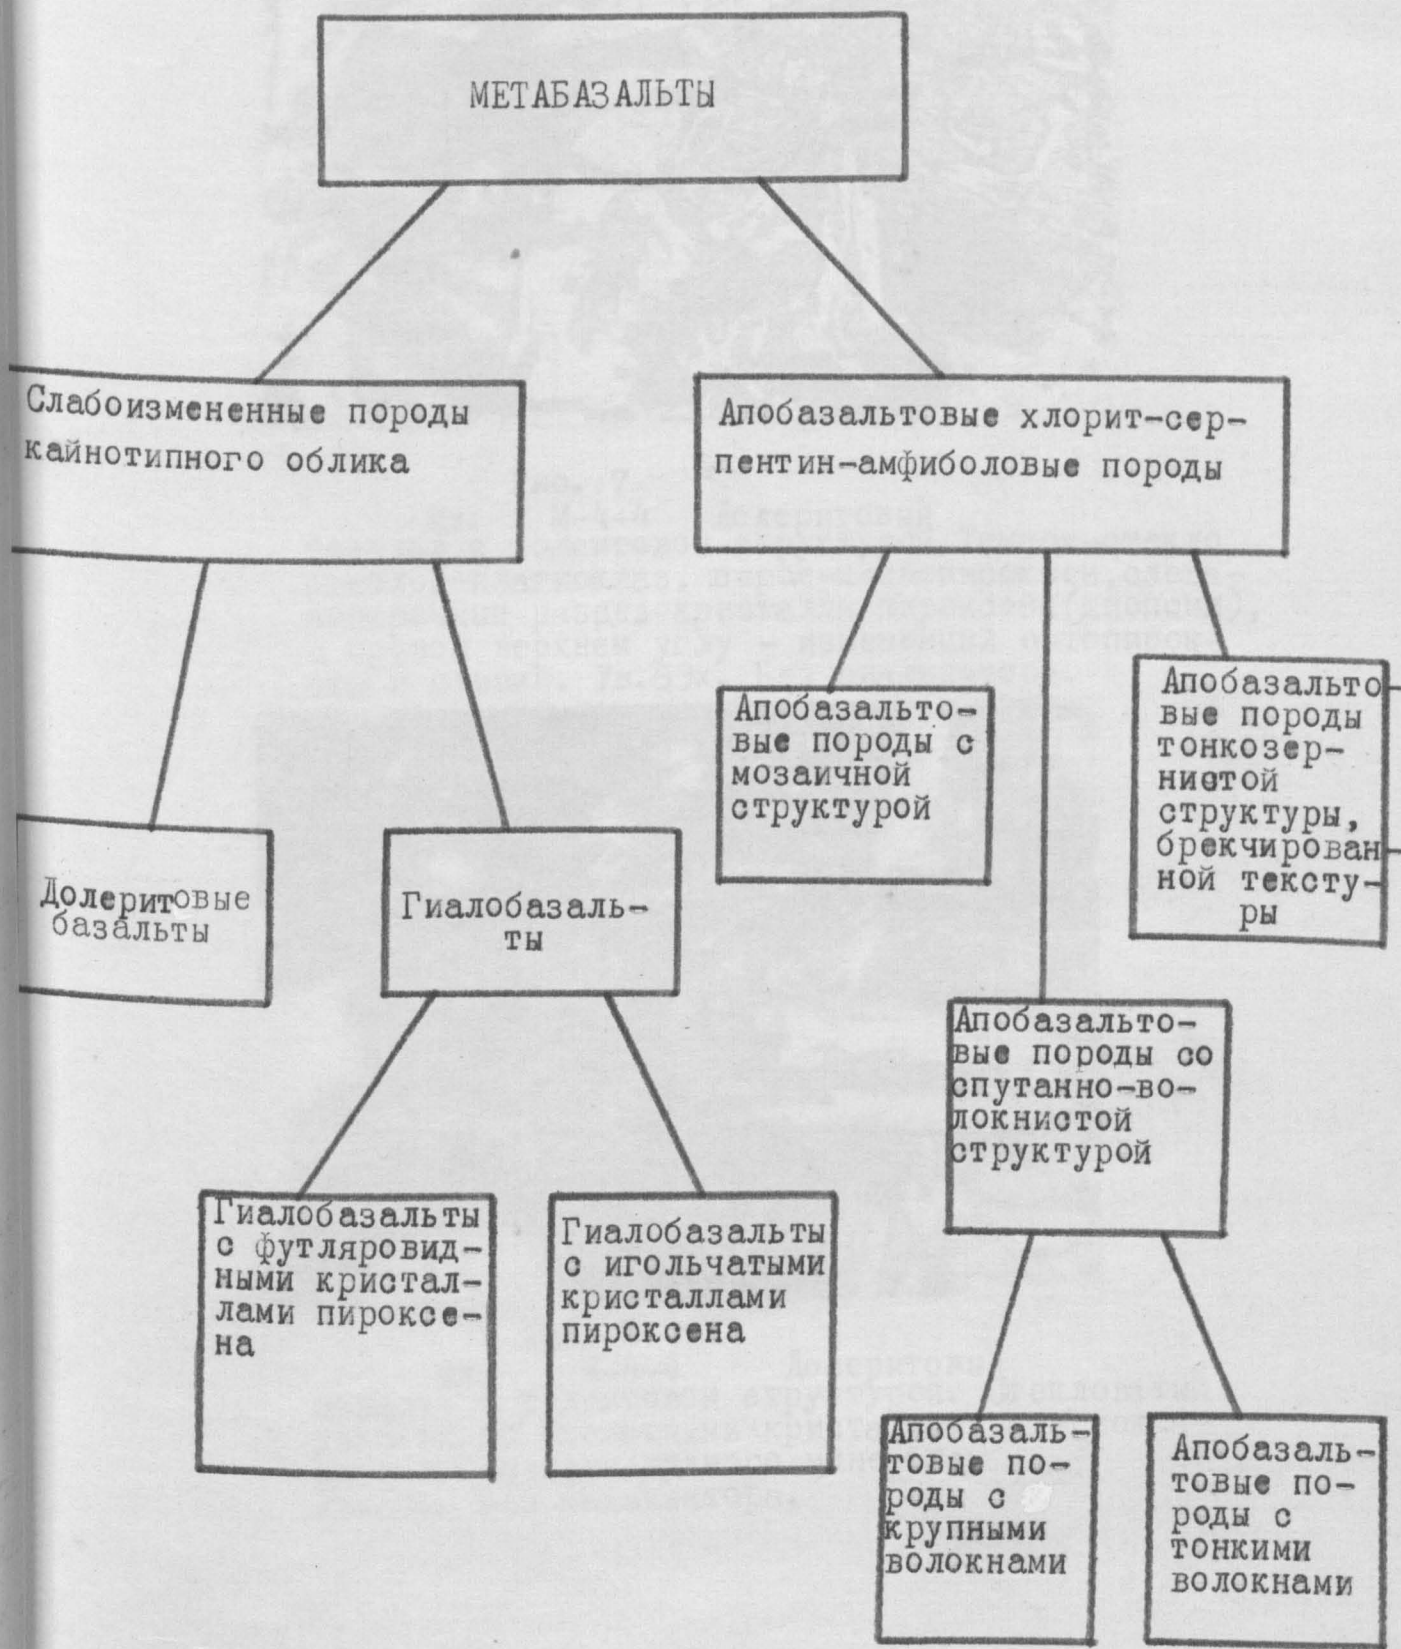 МЕТАБАЗАЛЬТЫ
Слабоизмененные породы
кайнотипного облика
Апобазальтовые хлорит-сер-
пентин-амфиболовые породы
Долеритовые
базальты
Гиалобазаль-
ты
Апобазальто-
вые породы с
мозаичной
структурой
Апобазальто-
вые породы
тонкозер-
нистой
структуры,
брекчирован-
ной тексту-
ры
Апобазальто-
вые породы со
спутанно-во-
локнистой
структурой
Гиалобазальты
с футляровид-
ными кристал-
лами пироксе-
на
Гиалобазальты
с игольчатыми
кристаллами
пироксена
Апобазаль-
товые по-
роды с
крупными
волокнами
Апобазаль-
товые по-
роды с
тонкими
волокнами